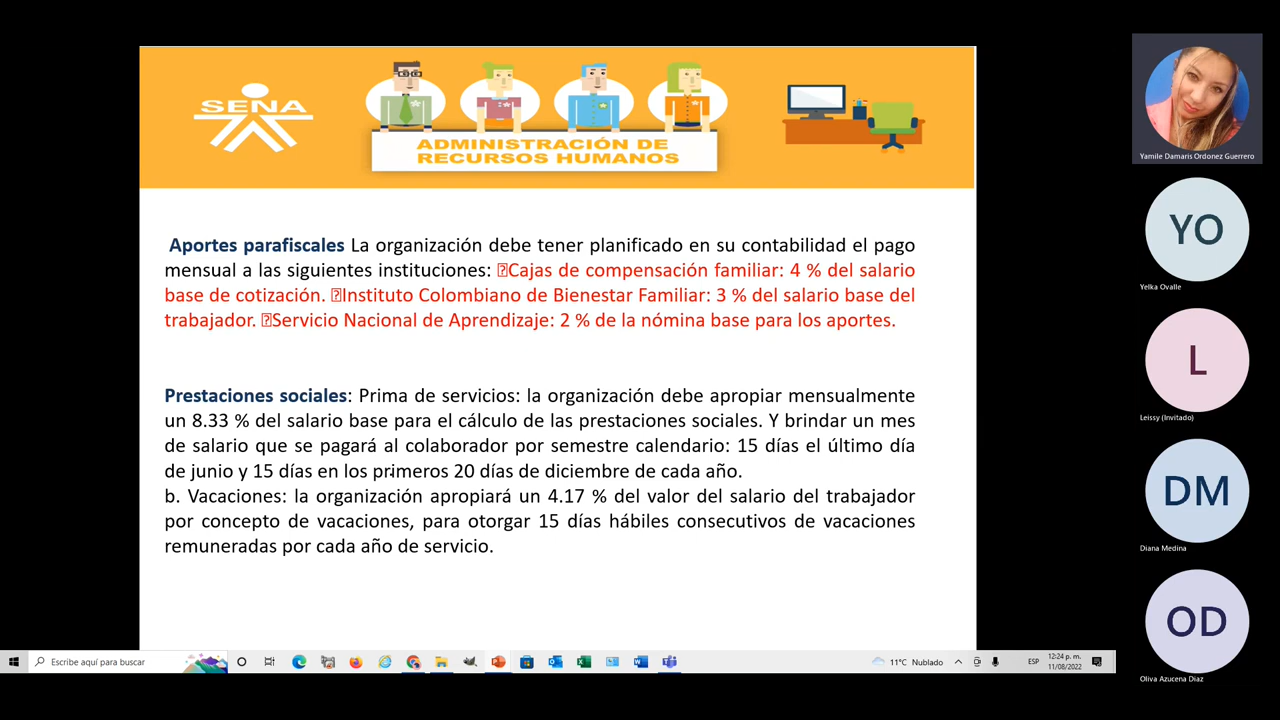 SENA
ADMINISTRACIÓN DE
RECURSOS HUMANOS
Aportes parafiscales La organización debe tener planificado en su contabilidad el pago
mensual a las siguientes instituciones: Cajas de compensación familiar: 4 % del salario
base de cotización. Instituto Colombiano de Bienestar Familiar: 3 % del salario base del
trabajador. Servicio Nacional de Aprendizaje: 2 % de la nómina base para los aportes.
Prestaciones sociales: Prima de servicios: la organización debe apropiar mensualmente
un 8.33 % del salario base para el cálculo de las prestaciones sociales. Y brindar un mes
de salario que se pagará al colaborador por semestre calendario: 15 días el último día
de junio y 15 días en los primeros 20 días de diciembre de cada año.
b. Vacaciones: la organización apropiará un 4.17 % del valor del salario del trabajador
por concepto de vacaciones, para otorgar 15 días hábiles consecutivos de vacaciones
remuneradas por cada año de servicio.
Yamile Damaris Ordonez Guerrero
YO
Yelka Ovalle
L
Leissy (Invitado)
DM
Diana Medina
OD
Oliva Azucena Diaz
Escribe aquí para buscar
11°C Nublado
ESP
12:24 p. m.
11/08/2022